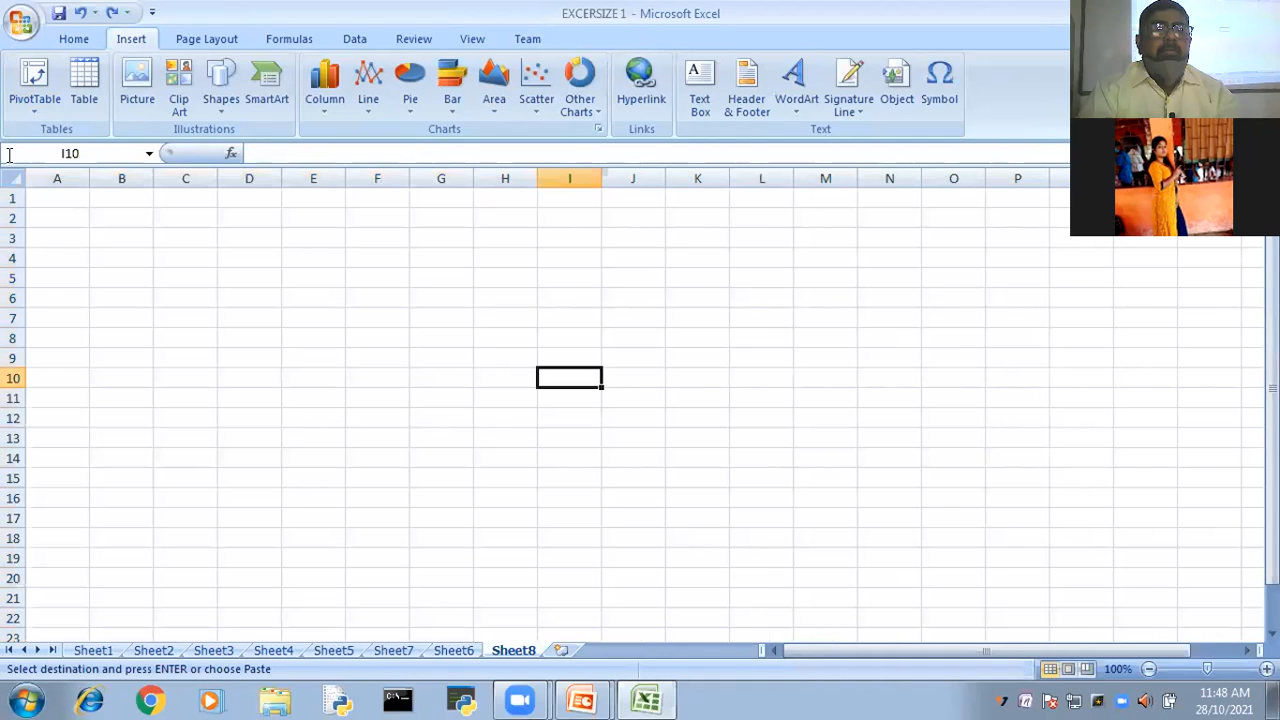 EXCERSIZE 1 - Microsoft Excel
Home Insert Page Layout Formulas Data Review View Team
PivotTable Table Picture Clip Art Shapes SmartArt Column Line Pie Bar Area Scatter Other Charts Hyperlink Text Box Header & Footer WordArt Signature Line Object Symbol
Tables Illustrations Charts Links Text
I10 fx
A B C D E F G H I J K L M N O P
1
2
3
4
5
6
7
8
9
10
11
12
13
14
15
16
17
18
19
20
21
22
23
Sheet1 Sheet2 Sheet3 Sheet4 Sheet5 Sheet7 Sheet6 Sheet8
Select destination and press ENTER or choose Paste 100%
11:48 AM
28/10/2021